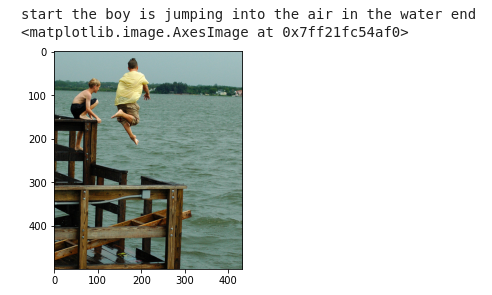 start the boy is jumping into the air in the water end
<matplotlib.image.AxesImage at 0x7ff21fc54af0>
0
100
200
300
400
0 100 200 300 400